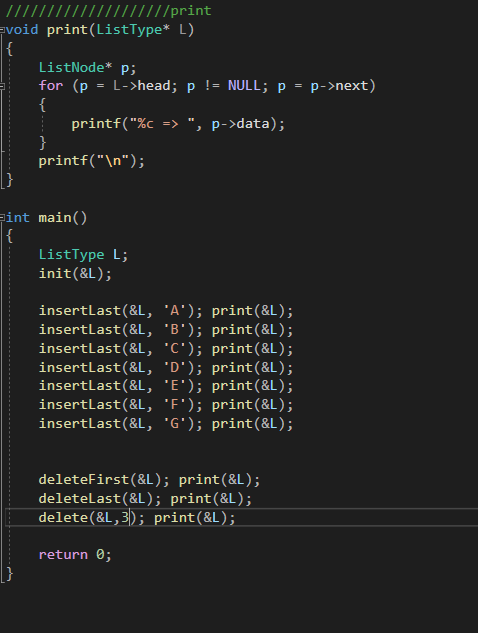 ////////////////////print
void print(ListType* L)
{
    ListNode* p;
    for (p = L->head; p != NULL; p = p->next)
    {
        printf("%c => ", p->data);
    }
    printf("\n");
}
int main()
{
    ListType L;
    init(&L);
    insertLast(&L, 'A'); print(&L);
    insertLast(&L, 'B'); print(&L);
    insertLast(&L, 'C'); print(&L);
    insertLast(&L, 'D'); print(&L);
    insertLast(&L, 'E'); print(&L);
    insertLast(&L, 'F'); print(&L);
    insertLast(&L, 'G'); print(&L);
    deleteFirst(&L); print(&L);
    deleteLast(&L); print(&L);
    delete(&L,3); print(&L);
    return 0;
}